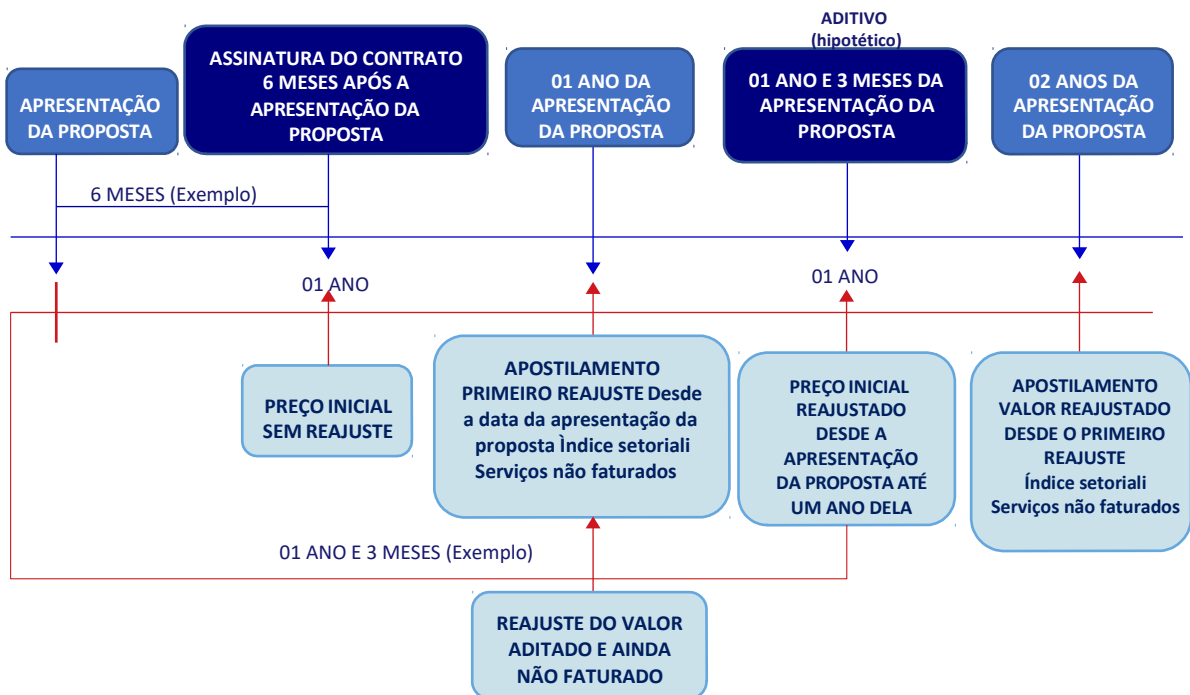 ADITIVO
(hipotético)
APRESENTAÇÃO
DA PROPOSTA
ASSINATURA DO CONTRATO
6 MESES APÓS A
APRESENTAÇÃO DA
PROPOSTA
01 ANO DA
APRESENTAÇÃO
DA PROPOSTA
01 ANO E 3 MESES DA
APRESENTAÇÃO DA
PROPOSTA
02 ANOS DA
APRESENTAÇÃO
DA PROPOSTA
6 MESES (Exemplo)
01 ANO
01 ANO
PREÇO INICIAL
SEM REAJUSTE
APOSTILAMENTO
PRIMEIRO REAJUSTE Desde
a data da apresentação da
proposta Ìndice setoriali
Serviços não faturados
PREÇO INICIAL
REAJUSTADO
DESDE A
APRESENTAÇÃO
DA PROPOSTA ATÉ
UM ANO DELA
APOSTILAMENTO
VALOR REAJUSTADO
DESDE O PRIMEIRO
REAJUSTE
Índice setoriali
Serviços não faturados
01 ANO E 3 MESES (Exemplo)
REAJUSTE DO VALOR
ADITADO E AINDA
NÃO FATURADO